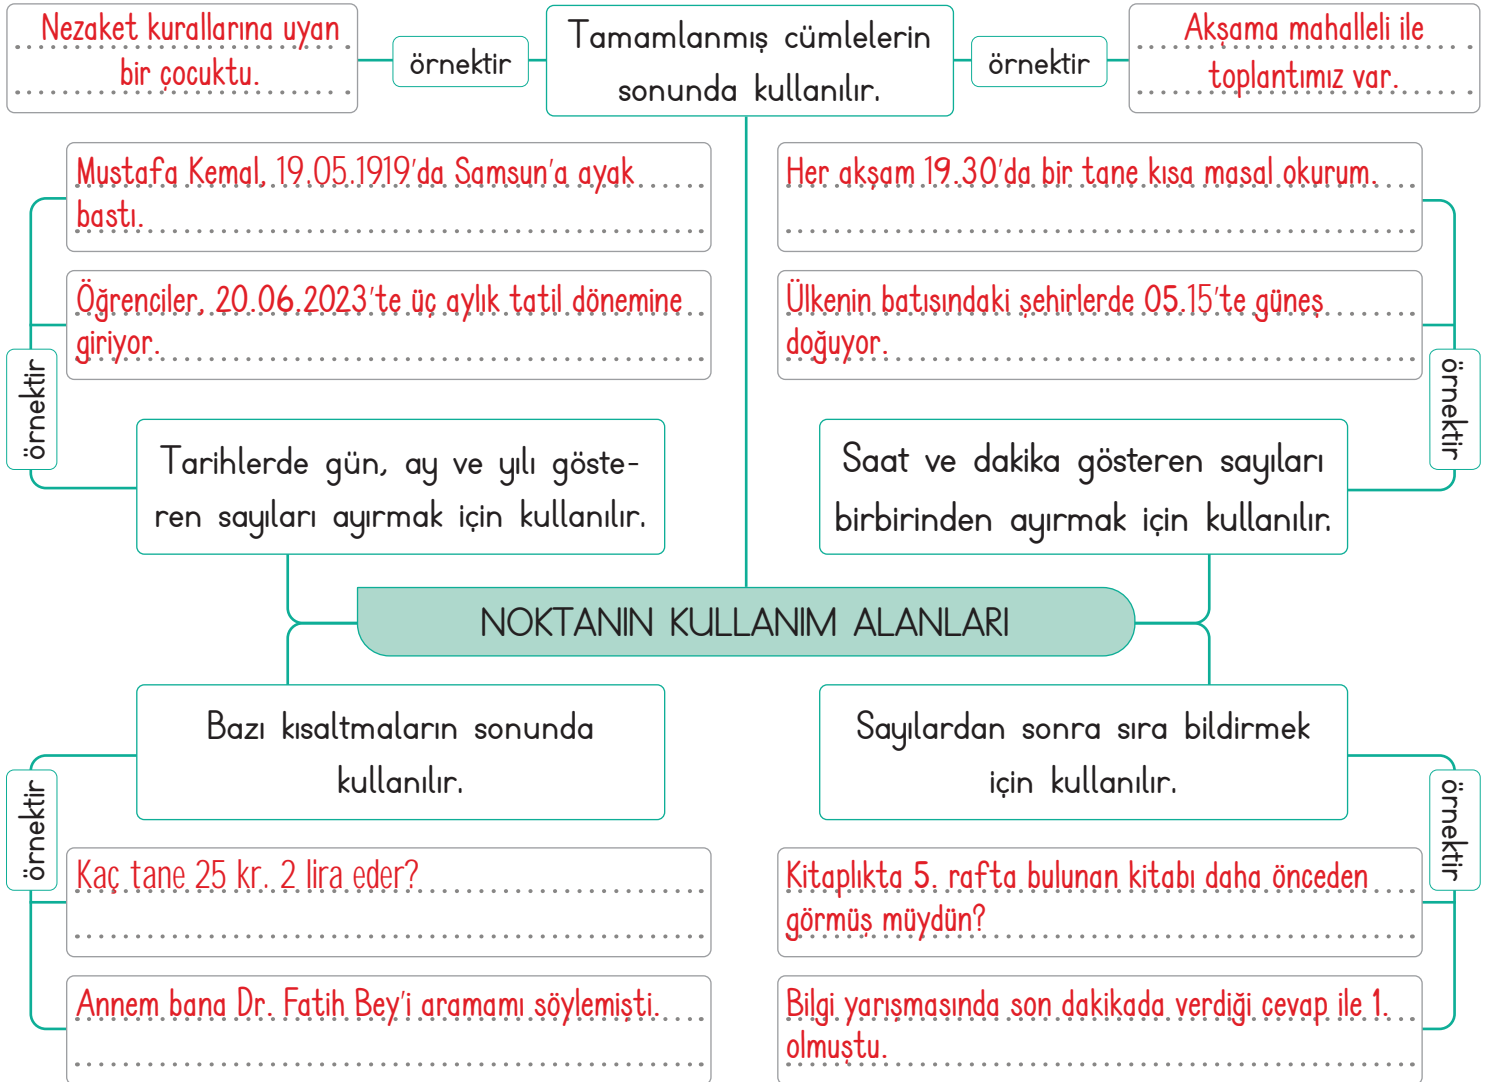 Nezaket kurallarına uyan
bir çocuktu.
örnektir
Tamamlanmış cümlelerin
sonunda kullanılır.
örnektir
Akşama mahalleli ile
toplantımız var.
Mustafa Kemal, 19.05.1919'da Samsun'a ayak
bastı.
Öğrenciler, 20.06.2023'te üç aylık tatil dönemine
giriyor.
örnektir
Tarihlerde gün, ay ve yılı göste-
ren sayıları ayırmak için kullanılır.
Her akşam 19.30'da bir tane kısa masal okurum.
Ülkenin batısındaki şehirlerde 05.15'te güneş
doğuyor.
örnektir
Saat ve dakika gösteren sayıları
birbirinden ayırmak için kullanılır.
NOKTANIN KULLANIM ALANLARI
Bazı kısaltmaların sonunda
kullanılır.
örnektir
Kaç tane 25 kr. 2 lira eder?
Annem bana Dr. Fatih Bey'i aramamı söylemişti.
Sayılardan sonra sıra bildirmek
için kullanılır.
örnektir
Kitaplıkta 5. rafta bulunan kitabı daha önceden
görmüş müydün?
Bilgi yarışmasında son dakikada verdiği cevap ile 1.
olmuştu.